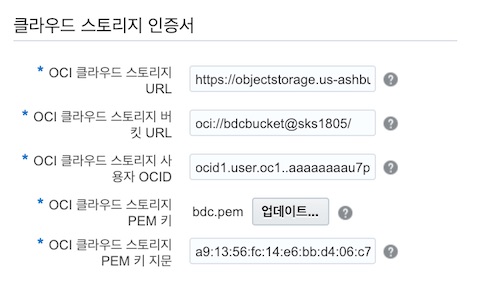 클라우드 스토리지 인증서
* OCI 클라우드 스토리지
URL
https://objectstorage.us-ashbu
* OCI 클라우드 스토리지 버
킷 URL
oci://bdcbucket@sks1805/
* OCI 클라우드 스토리지 사
용자 OCID
ocid1.user.oc1..aaaaaaaau7p
* OCI 클라우드 스토리지
PEM 키
bdc.pem 업데이트... 
* OCI 클라우드 스토리지
PEM 키 지문
a9:13:56:fc:14:e6:bb:d4:06:c7